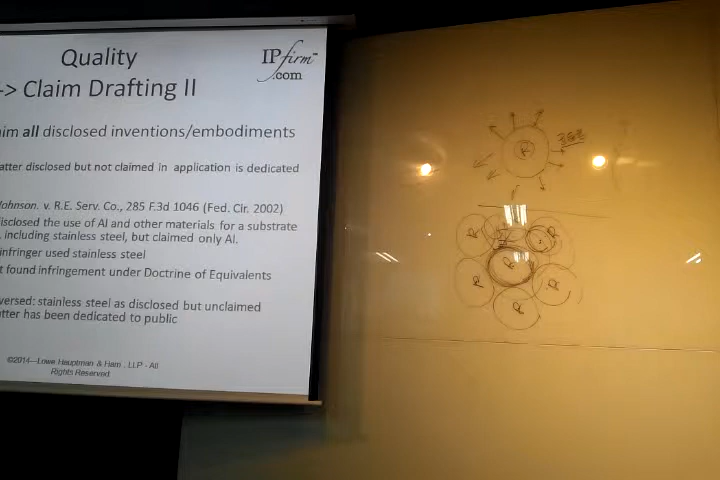 Quality
-> Claim Drafting II
IPfirm™
.com
im all disclosed inventions/embodiments
atter disclosed but not claimed in application is dedicated
ohnson. v. R.E. Serv. Co., 285 F.3d 1046 (Fed. Cir. 2002)
isclosed the use of Al and other materials for a substrate
, including stainless steel, but claimed only Al.
infringer used stainless steel
t found infringement under Doctrine of Equivalents
versed: stainless steel as disclosed but unclaimed
atter has been dedicated to public
©2014—Lowe Hauptman & Ham , LLP - All
Rights Reserved
R
R
R
R
R
R
R